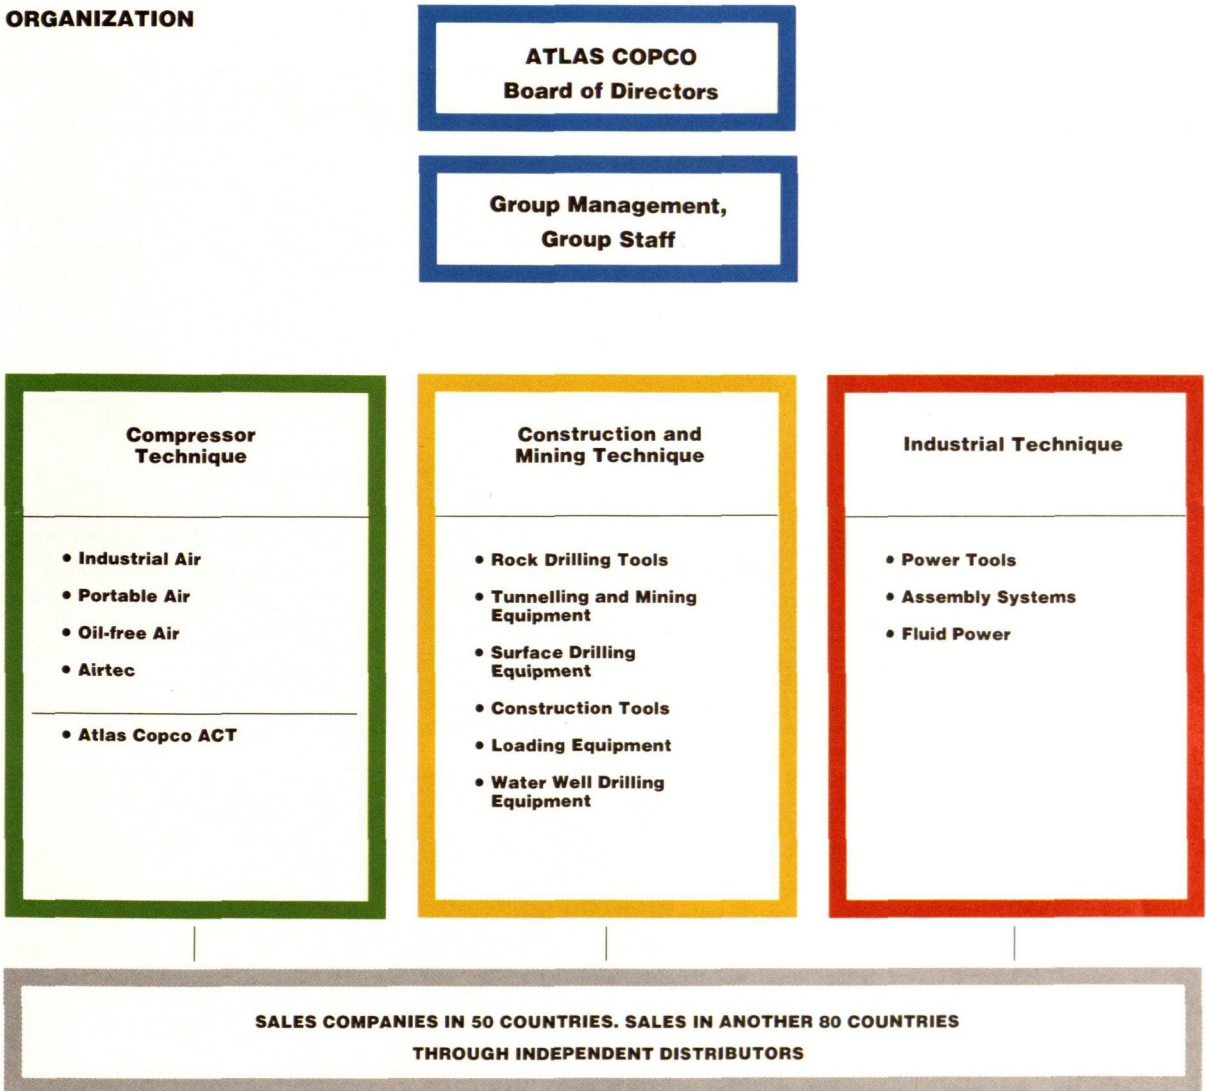 ORGANIZATION
ATLAS COPCO
Board of Directors
Group Management,
Group Staff
Compressor
Technique
• Industrial Air
• Portable Air
• Oil-free Air
• Airtec
• Atlas Copco ACT
Construction and
Mining Technique
• Rock Drilling Tools
• Tunnelling and Mining
Equipment
• Surface Drilling
Equipment
• Construction Tools
• Loading Equipment
• Water Well Drilling
Equipment
Industrial Technique
• Power Tools
• Assembly Systems
• Fluid Power
SALES COMPANIES IN 50 COUNTRIES. SALES IN ANOTHER 80 COUNTRIES
THROUGH INDEPENDENT DISTRIBUTORS